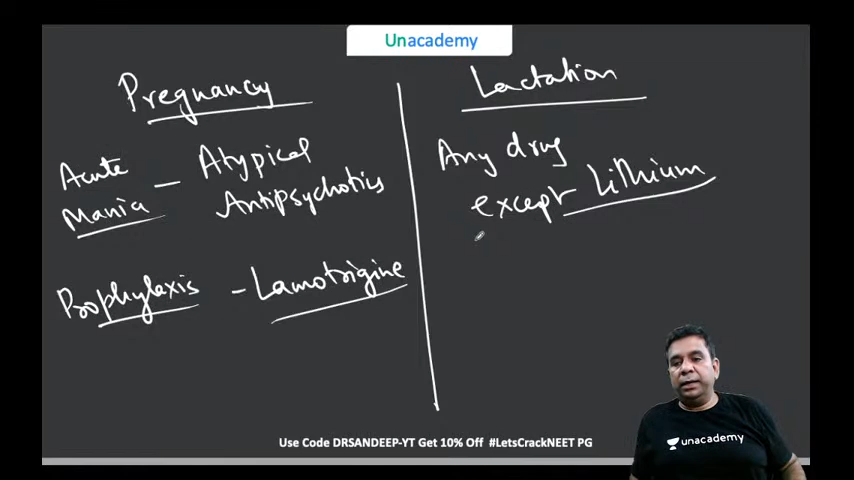 Unacademy
Pregnancy
Acute
Mania
- Atypical
Antipsychotics
Prophylaxis - Lamotrigine
Lactation
Any drug
except Lithium
unacademy
Use Code DRSANDEEP-YT Get 10% Off #LetsCrackNEET PG